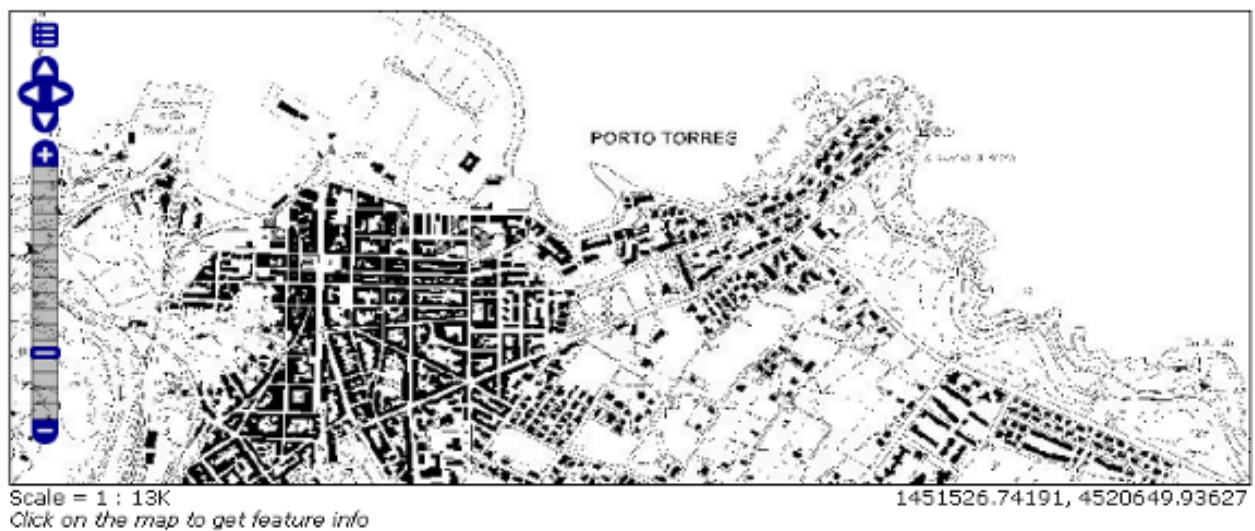 PORTO TORRES
Scale = 1 : 13K
1451526.74191, 4520649.93627
Click on the map to get feature info